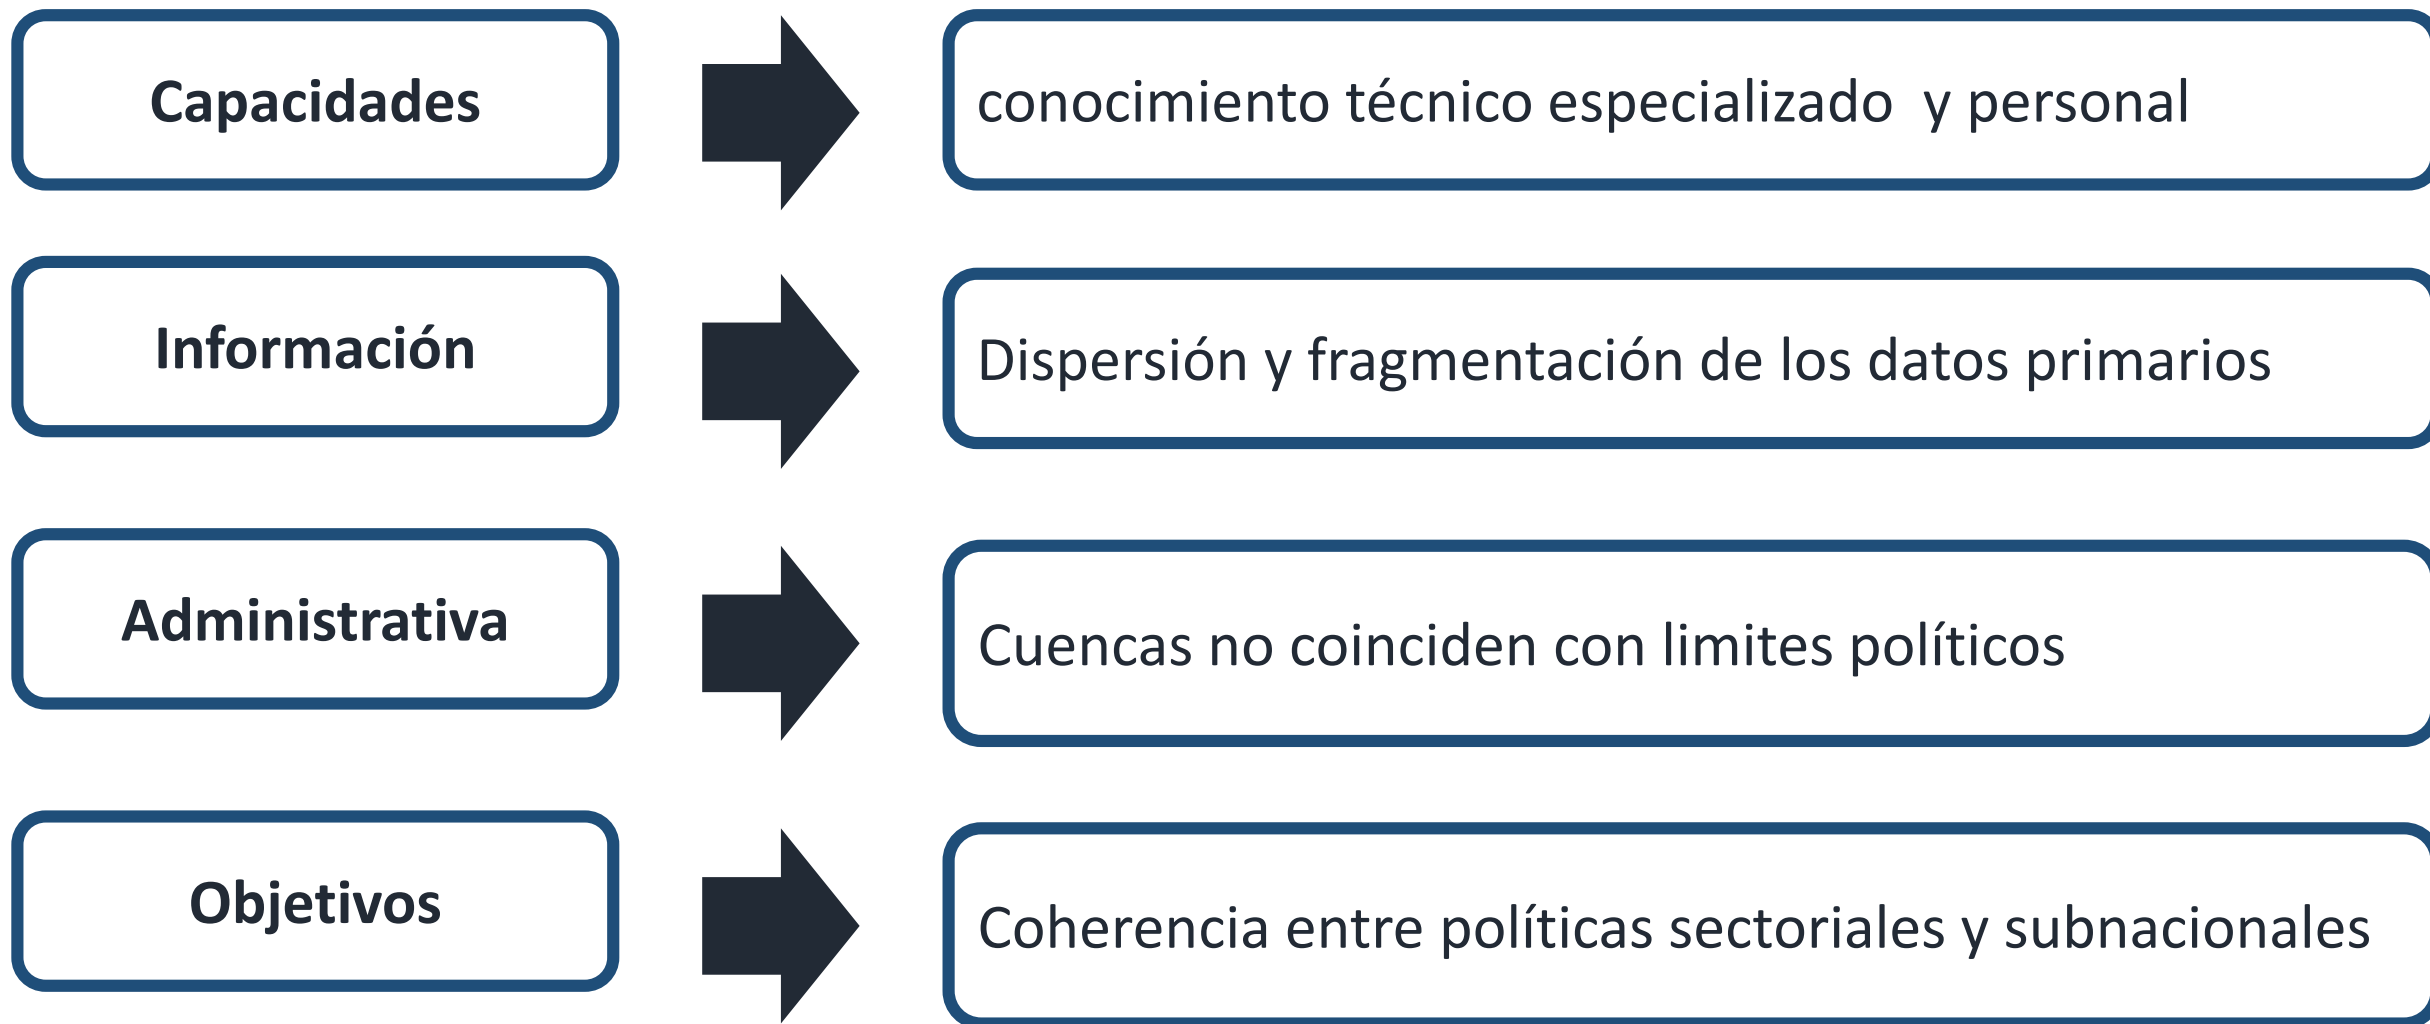 Capacidades
conocimiento técnico especializado  y personal
Información
Dispersión y fragmentación de los datos primarios
Administrativa
Cuencas no coinciden con limites políticos
Objetivos
Coherencia entre políticas sectoriales y subnacionales